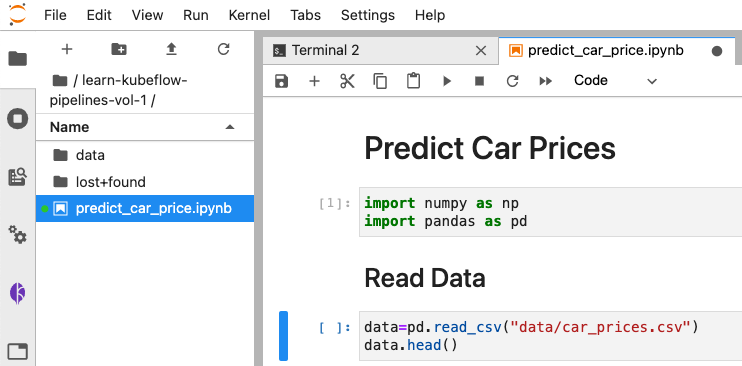 File Edit View Run Kernel Tabs Settings Help
Terminal 2
predict_car_price.ipynb
/ learn-kubeflow-
pipelines-vol-1 /
Code
Name
data
lost+found
predict_car_price.ipynb
Predict Car Prices
[1]: import numpy as np
import pandas as pd
Read Data
[ ]: data=pd.read_csv("data/car_prices.csv")
data.head()